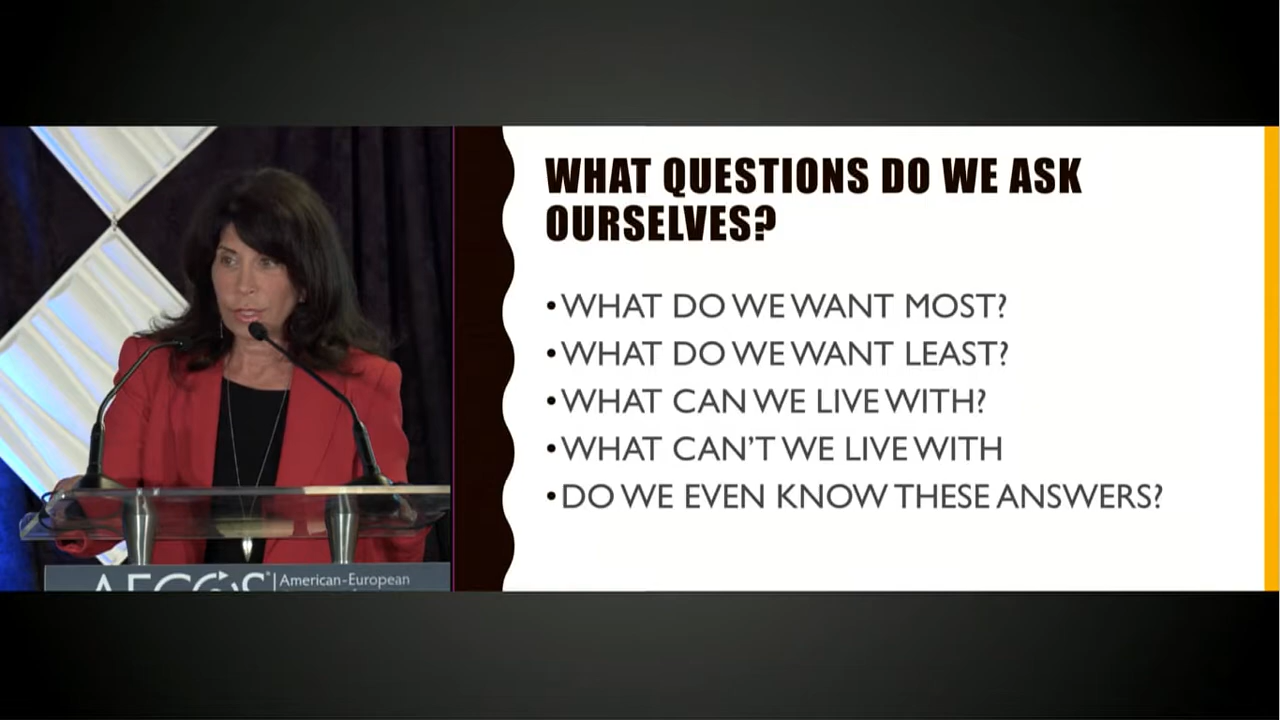 WHAT QUESTIONS DO WE ASK
OURSELVES?
•WHAT DO WE WANT MOST?
•WHAT DO WE WANT LEAST?
•WHAT CAN WE LIVE WITH?
•WHAT CAN'T WE LIVE WITH
•DO WE EVEN KNOW THESE ANSWERS?
AECOS
American-European